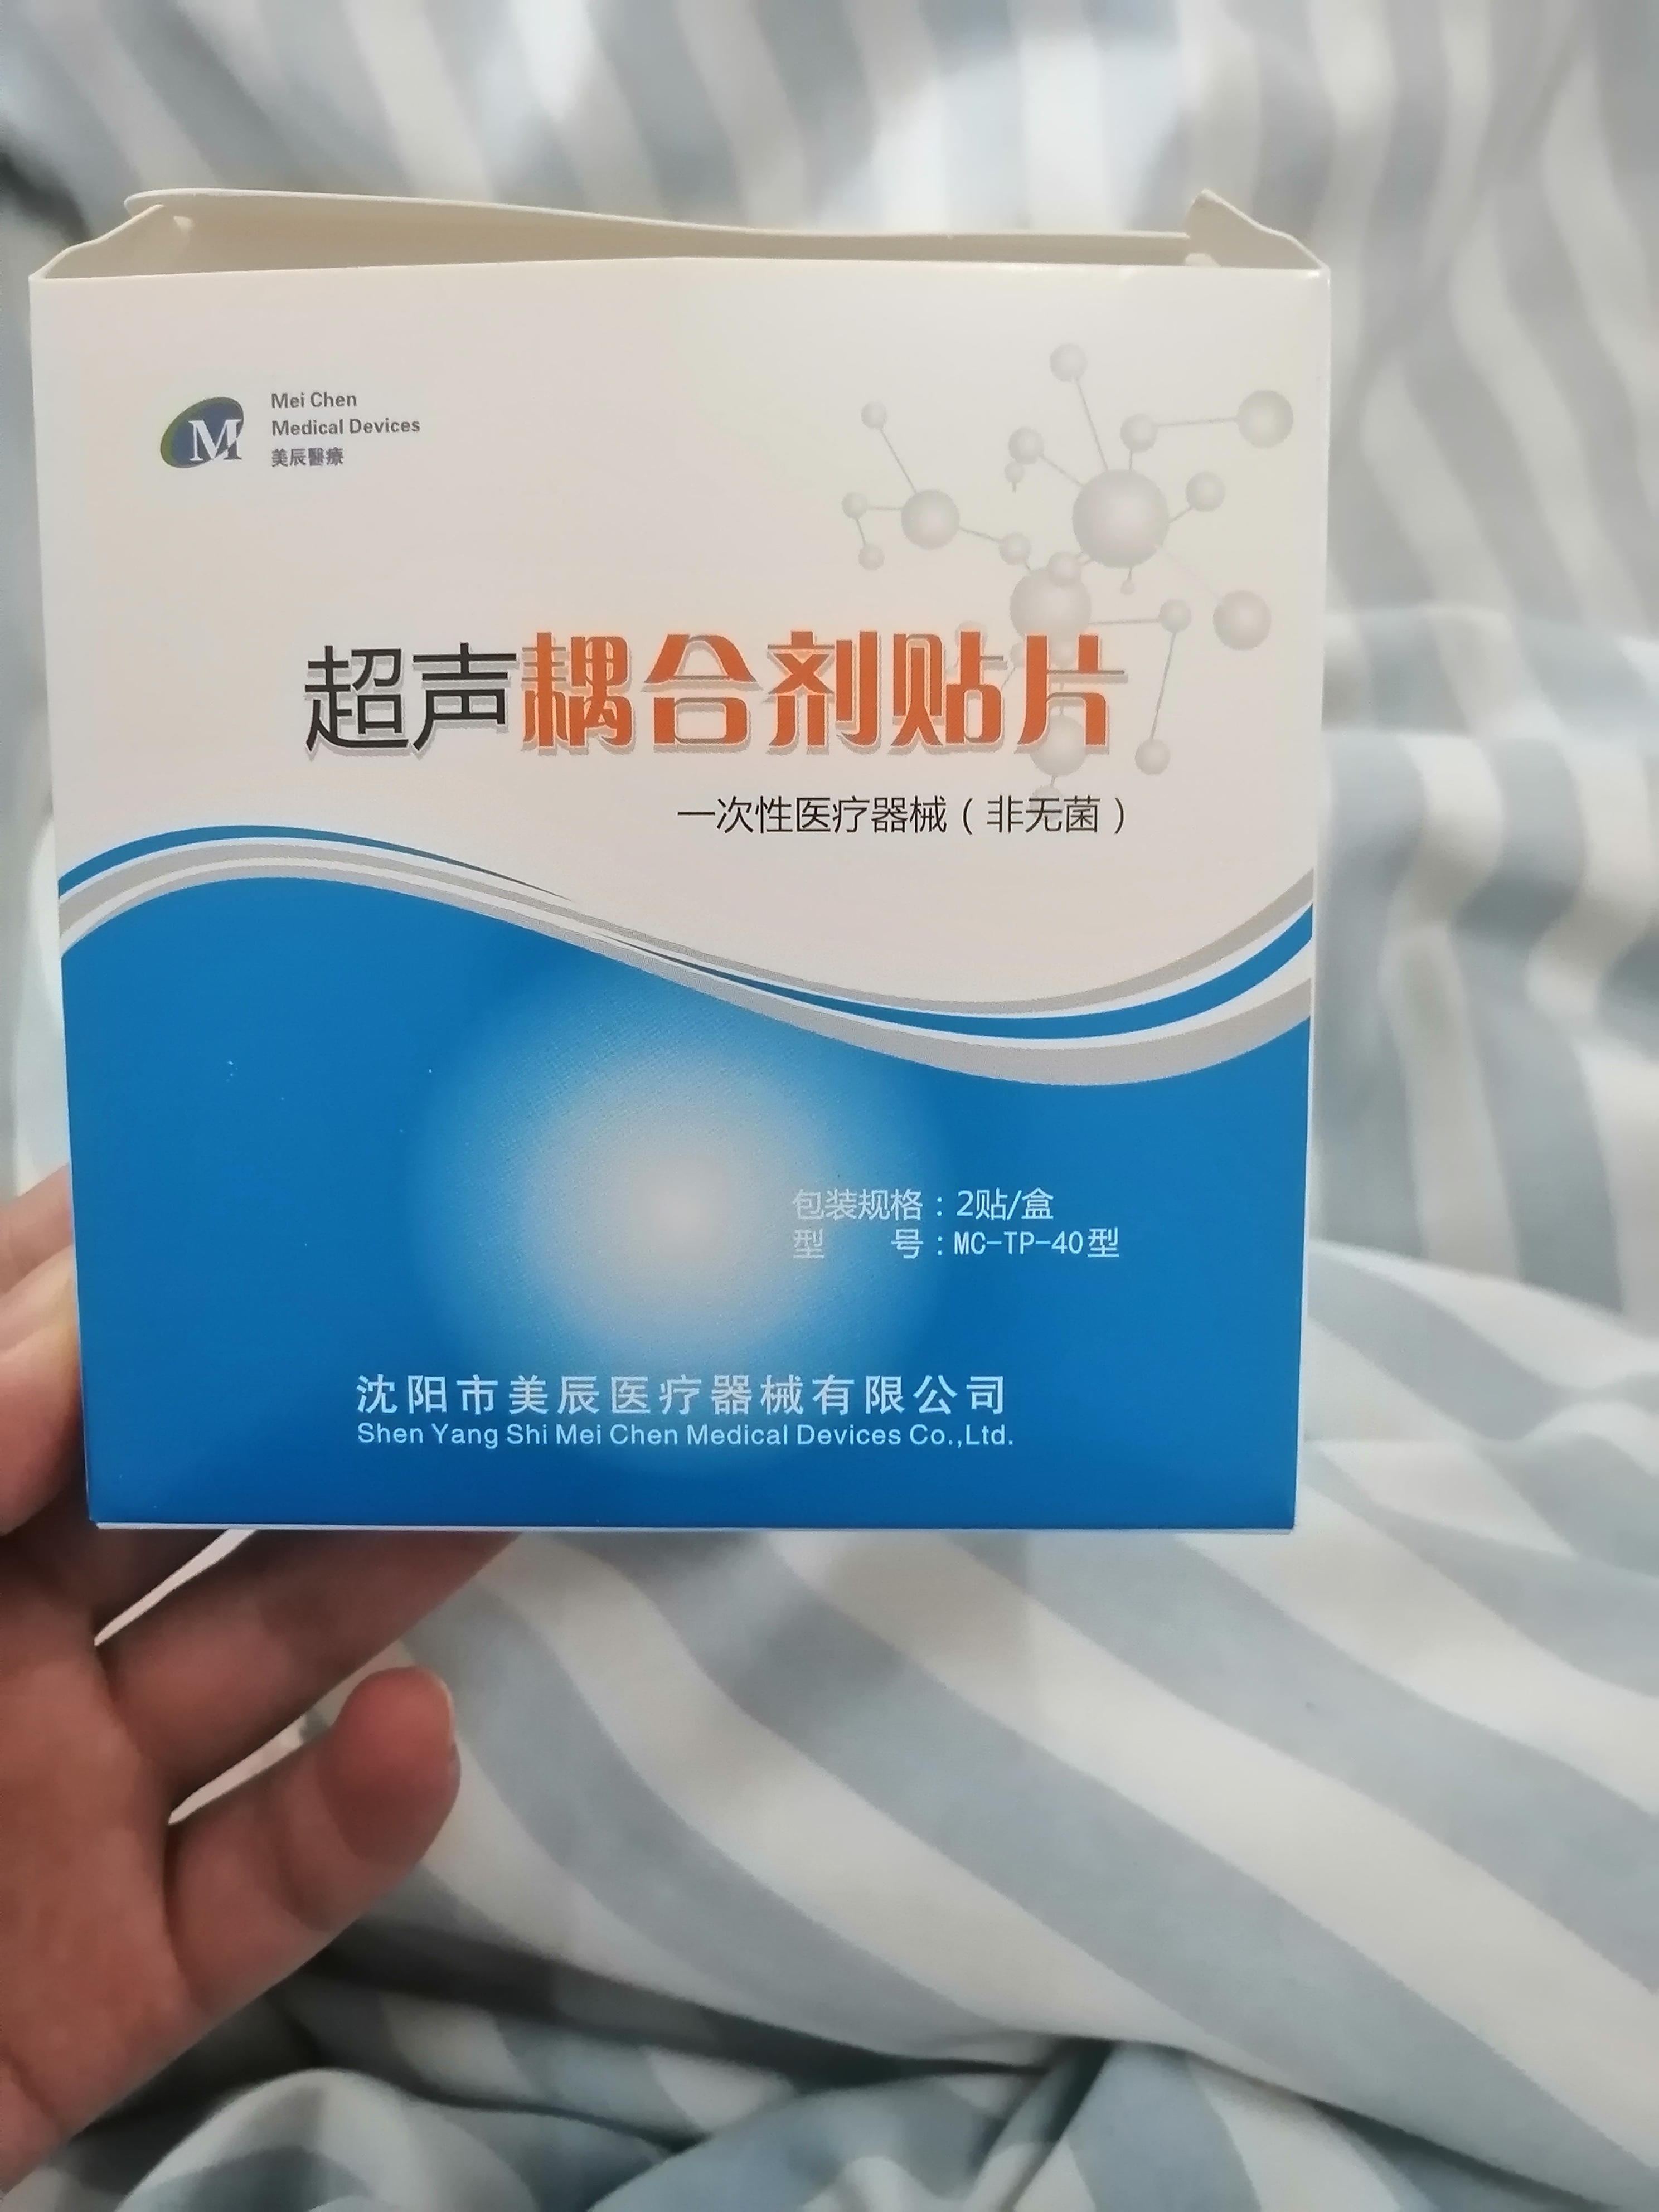 M
Mei Chen
Medical Devices
美辰醫療
超声耦合剂贴片
一次性医疗器械（非无菌）
包装规格：2贴/盒
型 号：MC-TP-40型
沈阳市美辰医疗器械有限公司
Shen Yang Shi Mei Chen Medical Devices Co.,Ltd.